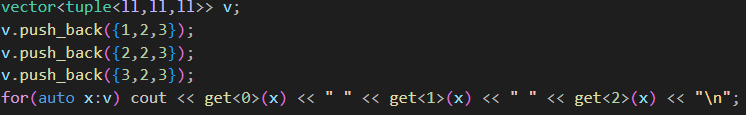 vector<tuple<ll,ll,ll>> v;
v.push_back({1,2,3});
v.push_back({2,2,3});
v.push_back({3,2,3});
for(auto x:v) cout << get<0>(x) << " " << get<1>(x) << " " << get<2>(x) << "\n";